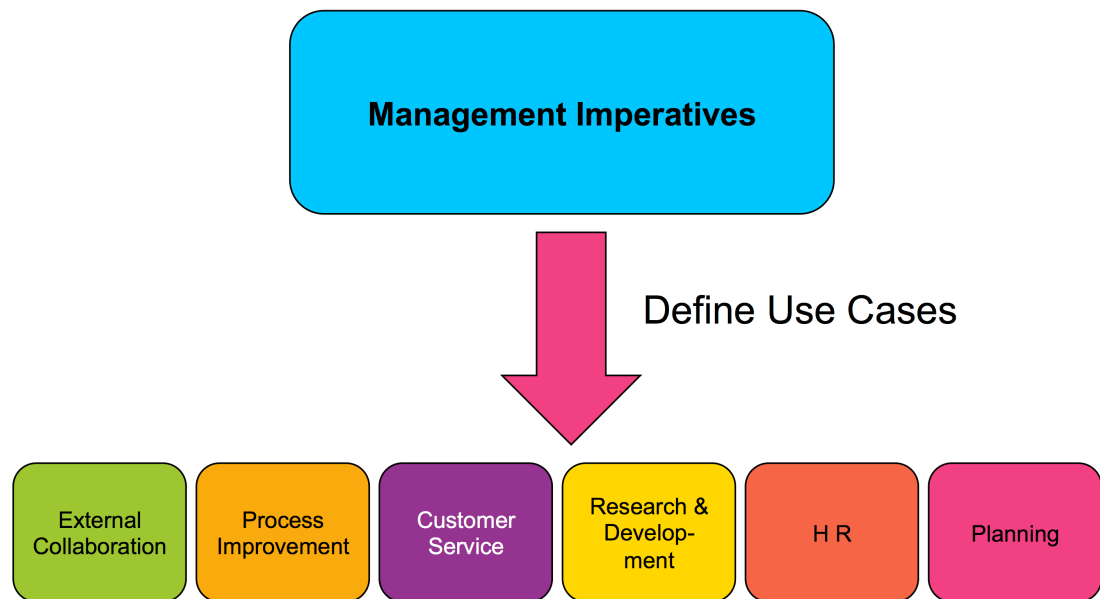 Management Imperatives
Define Use Cases
External
Collaboration
Process
Improvement
Customer
Service
Research &
Develop-
ment
H R
Planning